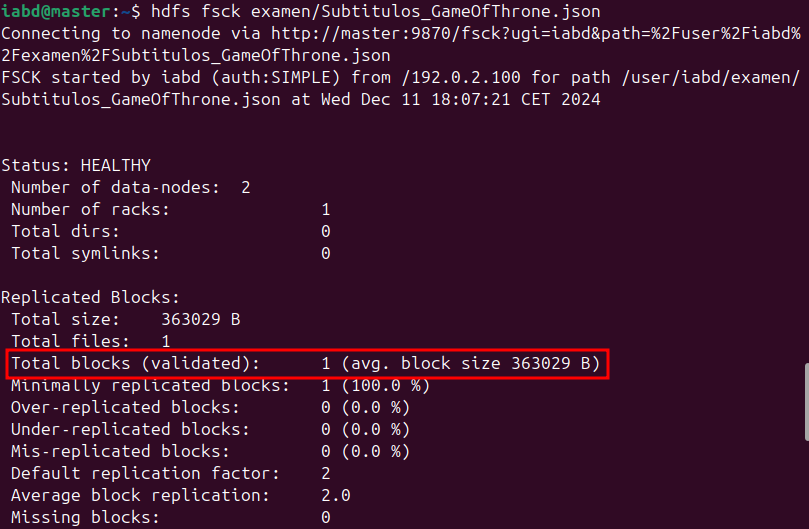 iabd@master:~$ hdfs fsck examen/Subtitulos_GameOfThrone.json
Connecting to namenode via http://master:9870/fsck?ugi=iabd&path=%2Fuser%2Fiabd%
2Fexamen%2FSubtitulos_GameOfThrone.json
FSCK started by iabd (auth:SIMPLE) from /192.0.2.100 for path /user/iabd/examen/
Subtitulos_GameOfThrone.json at Wed Dec 11 18:07:21 CET 2024
Status: HEALTHY
Number of data-nodes: 2
Number of racks: 1
Total dirs: 0
Total symlinks: 0
Replicated Blocks:
Total size: 363029 B
Total files: 1
Total blocks (validated): 1 (avg. block size 363029 B)
Minimally replicated blocks: 1 (100.0 %)
Over-replicated blocks: 0 (0.0 %)
Under-replicated blocks: 0 (0.0 %)
Mis-replicated blocks: 0 (0.0 %)
Default replication factor: 2
Average block replication: 2.0
Missing blocks: 0